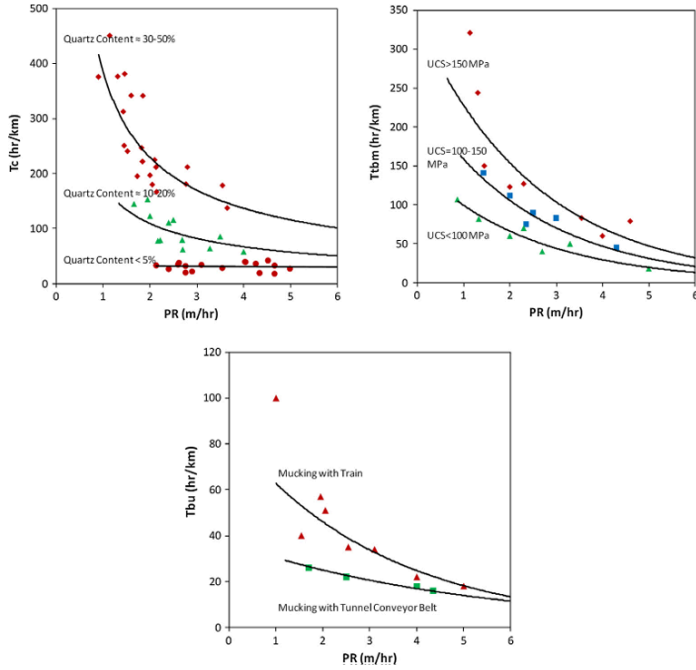 500
400
300
200
100
0
Tc (hr/km)
Quartz Content = 30-50%
Quartz Content = 10-20%
Quartz Content < 5%
0 1 2 3 4 5 6
PR (m/hr)
350
300
250
200
150
100
50
0
Ttbm (hr/km)
UCS>150 MPa
UCS=100-150
MPa
UCS<100 MPa
0 1 2 3 4 5 6
PR (m/hr)
120
100
80
60
40
20
0
Tbu (hr/km)
Mucking with Train
Mucking with Tunnel Conveyor Belt
0 1 2 3 4 5 6
PR (m/hr)